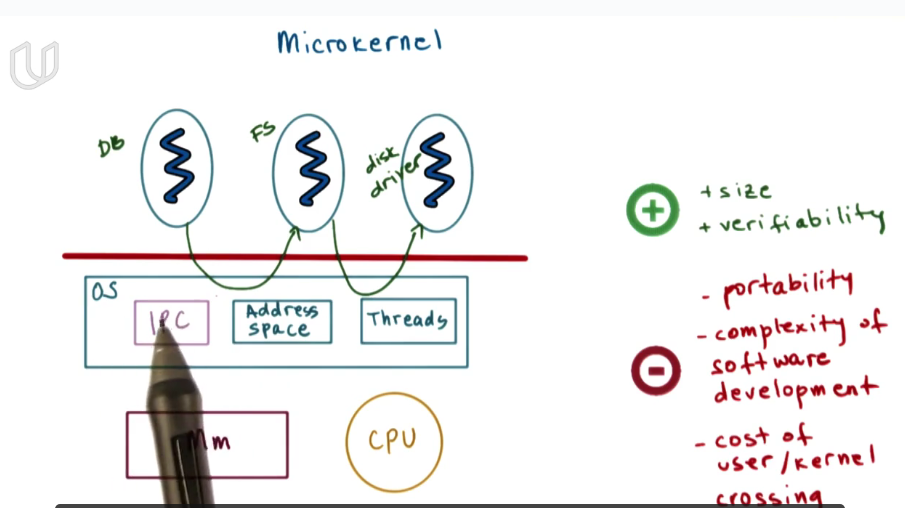 Microkernel
DB
FS
disk
driver
OS
IPC
Address
space
Threads
mm
CPU
+ size
+ verifiability
- portability
- complexity of
software
development
- cost of
user/kernel
crossing